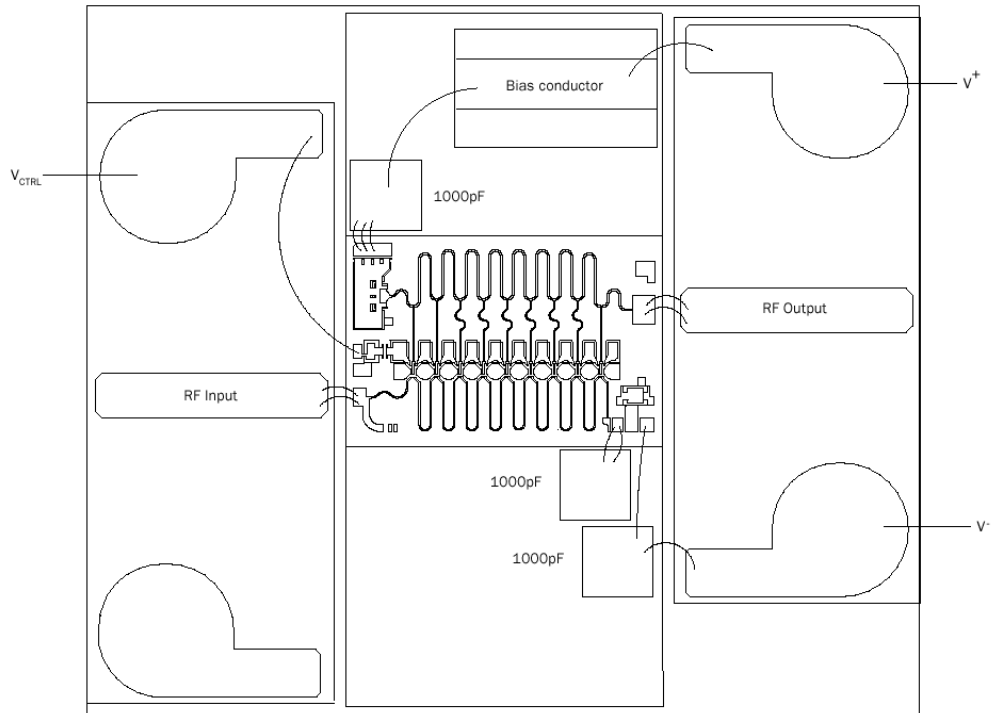 V+
Bias conductor
VCTRL
1000pF
RF Output
RF Input
1000pF
V-
1000pF